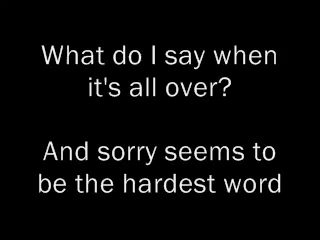 What do I say when
it's all over?
And sorry seems to
be the hardest word